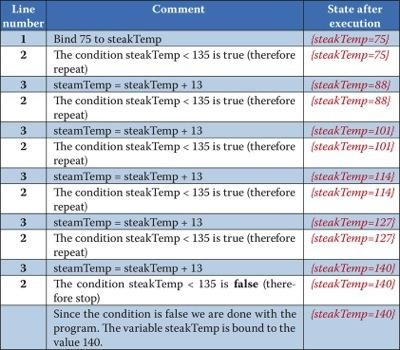 Line number Comment State after execution
1 Bind 75 to steakTemp {steakTemp=75}
2 The condition steakTemp < 135 is true (therefore {steakTemp=75}
repeat)
3 steamTemp = steakTemp + 13 {steakTemp=88}
2 The condition steakTemp < 135 is true (therefore {steakTemp=88}
repeat)
3 steamTemp = steakTemp + 13 {steakTemp=101}
2 The condition steakTemp < 135 is true (therefore {steakTemp=101}
repeat)
3 steamTemp = steakTemp + 13 {steakTemp=114}
2 The condition steakTemp < 135 is true (therefore {steakTemp=114}
repeat)
3 steamTemp = steakTemp + 13 {steakTemp=127}
2 The condition steakTemp < 135 is true (therefore {steakTemp=127}
repeat)
3 steamTemp = steakTemp + 13 {steakTemp=140}
2 The condition steakTemp < 135 is false (there- {steakTemp=140}
fore stop)
Since the condition is false we are done with the {steakTemp=140}
program. The variable steakTemp is bound to the
value 140.